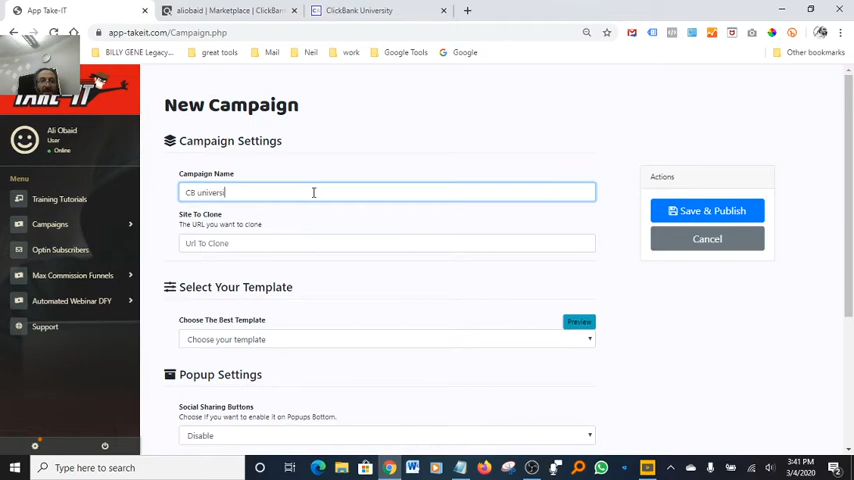 App Take-IT
aliobaid | Marketplace | ClickBan
ClickBank University
app-takeit.com/Campaign.php
BILLY GENE Legacy...
great tools
Mail
Neil
work
Google Tools
Google
Other bookmarks
TAKE-IT
Ali Obaid
User
Online
Menu
Training Tutorials
Campaigns
Optin Subscribers
Max Commission Funnels
Automated Webinar DFY
Support
New Campaign
Campaign Settings
Campaign Name
CB universi
Site To Clone
The URL you want to clone
Url To Clone
Select Your Template
Choose The Best Template
Preview
Choose your template
Popup Settings
Social Sharing Buttons
Choose if you want to enable it on Popups Bottom.
Disable
Actions
Save & Publish
Cancel
Type here to search
3:41 PM
3/4/2020